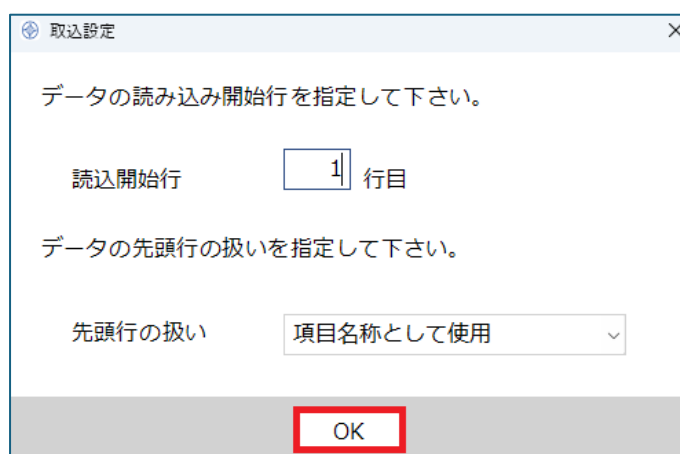 取込設定
データの読み込み開始行を指定して下さい。
読込開始行 1 行目
データの先頭行の扱いを指定して下さい。
先頭行の扱い 項目名称として使用
OK